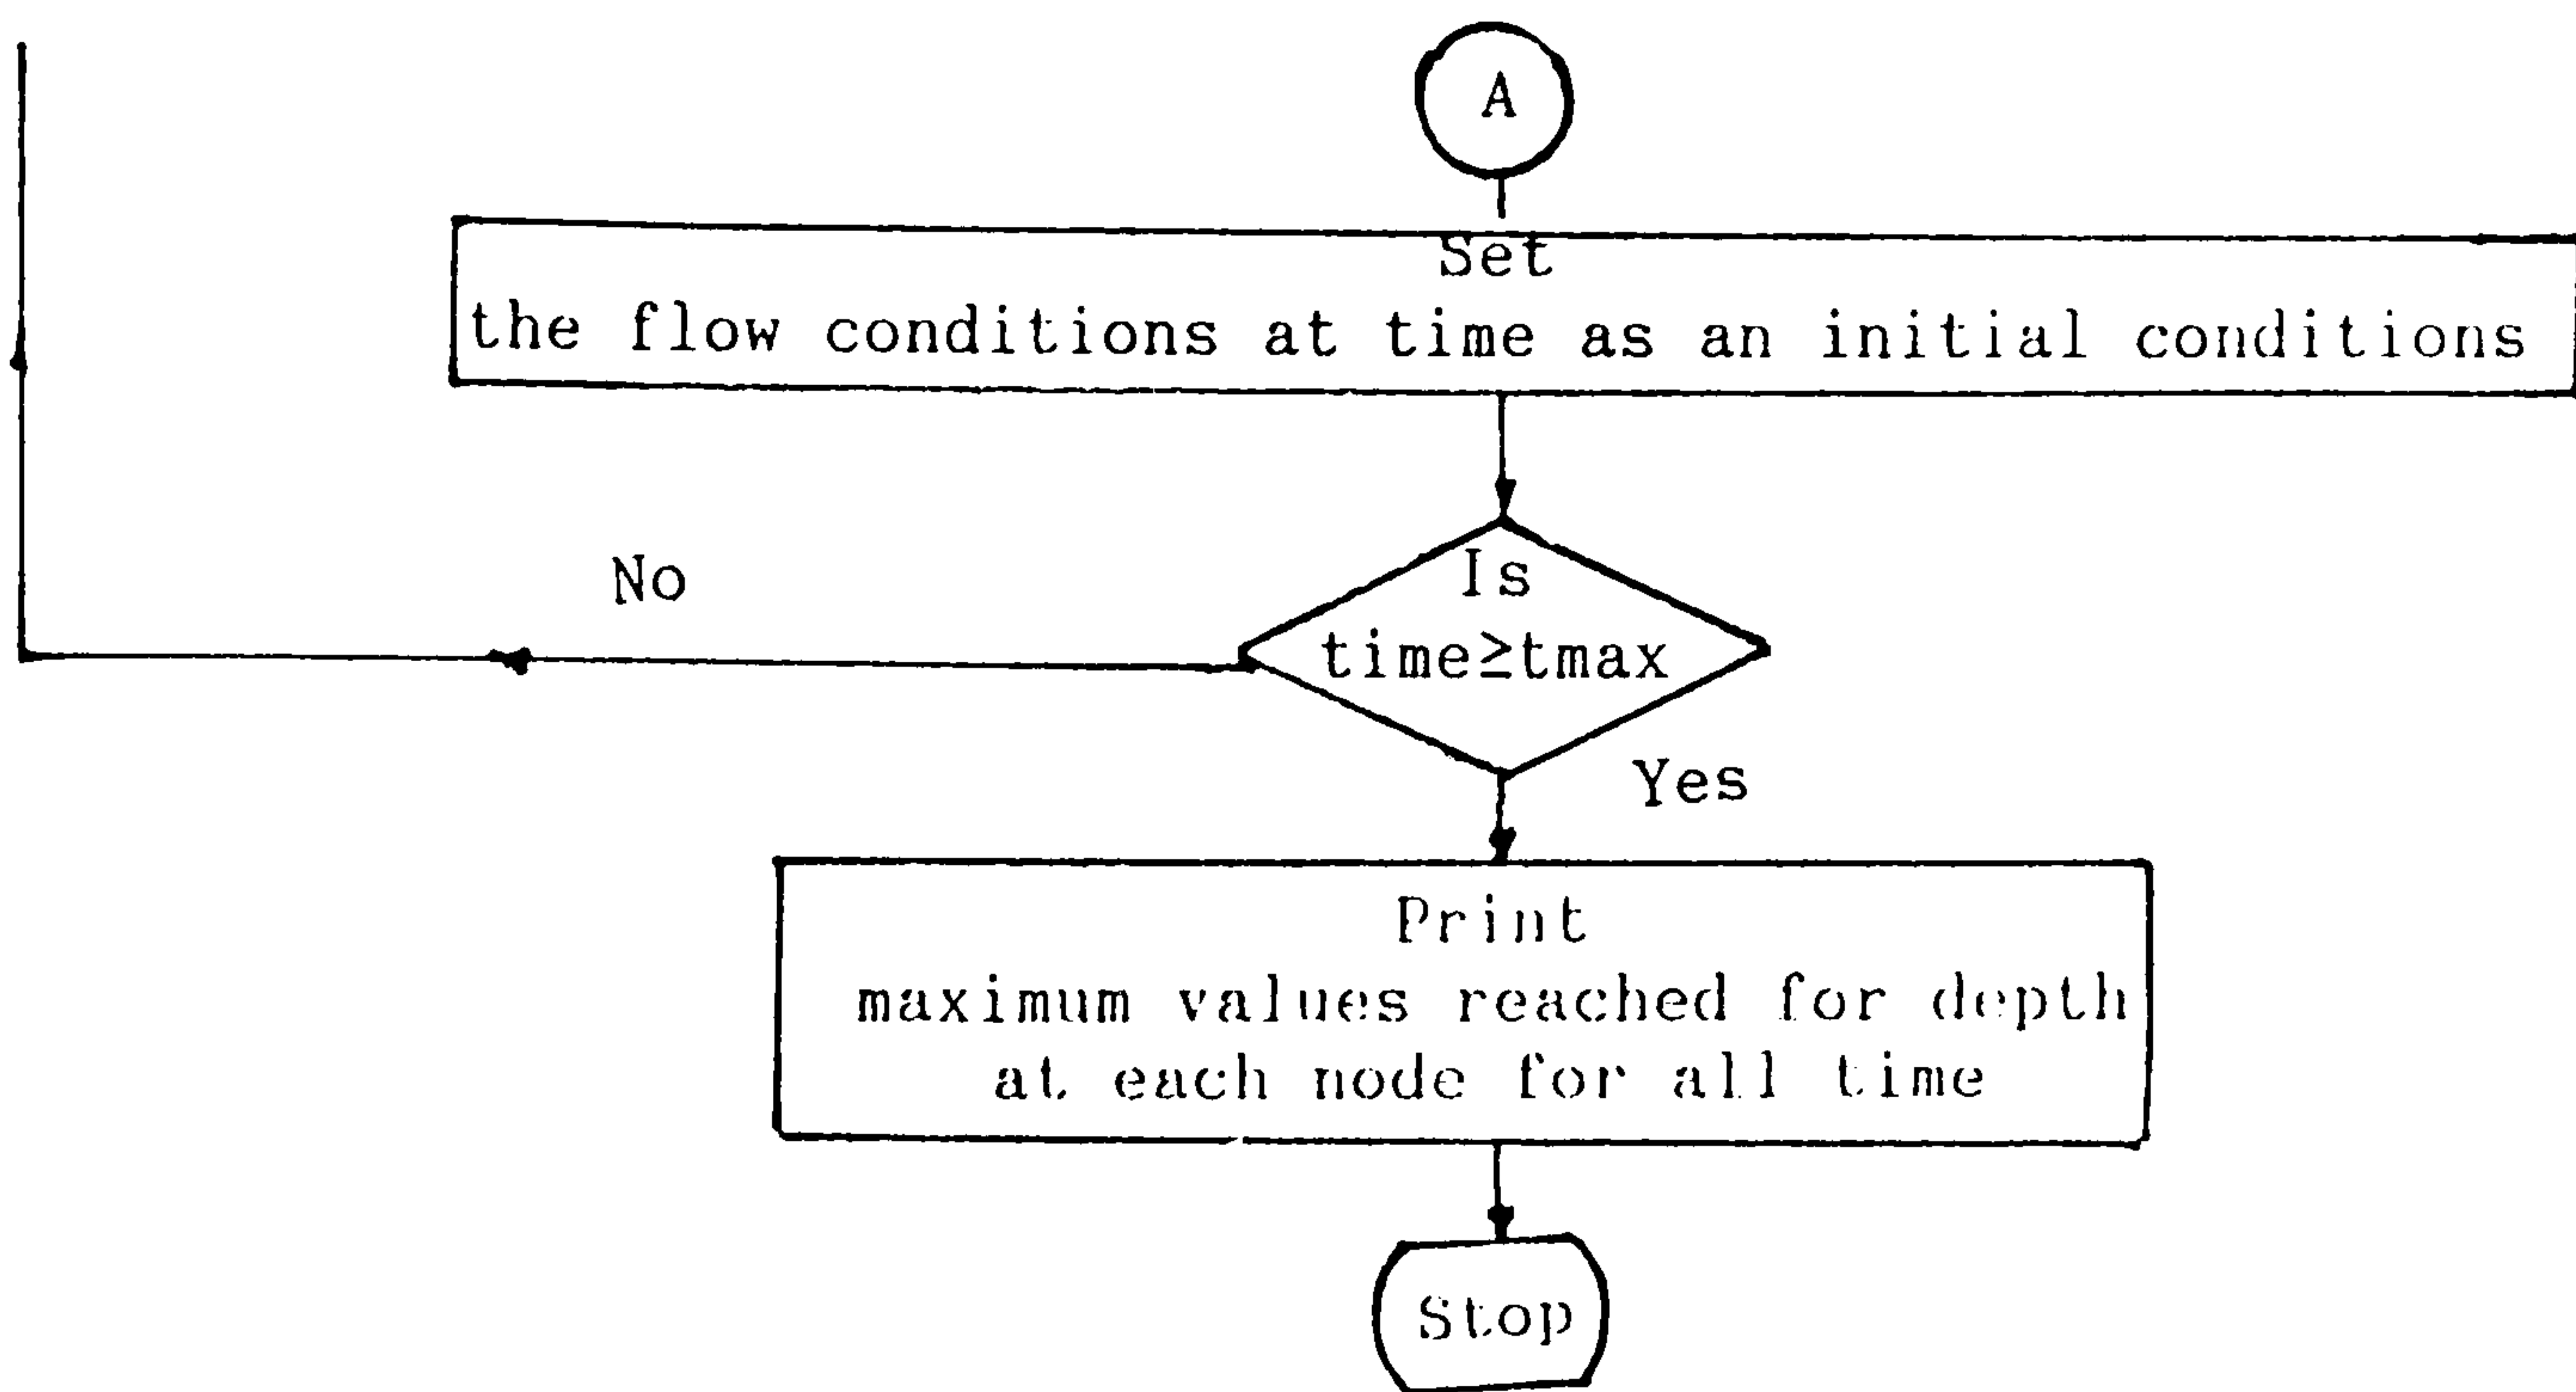 A
Set
the flow conditions at time as an initial conditions
No
Is
time≥tmax
Yes
Print
maximum values reached for depth
at each node for all time
Stop